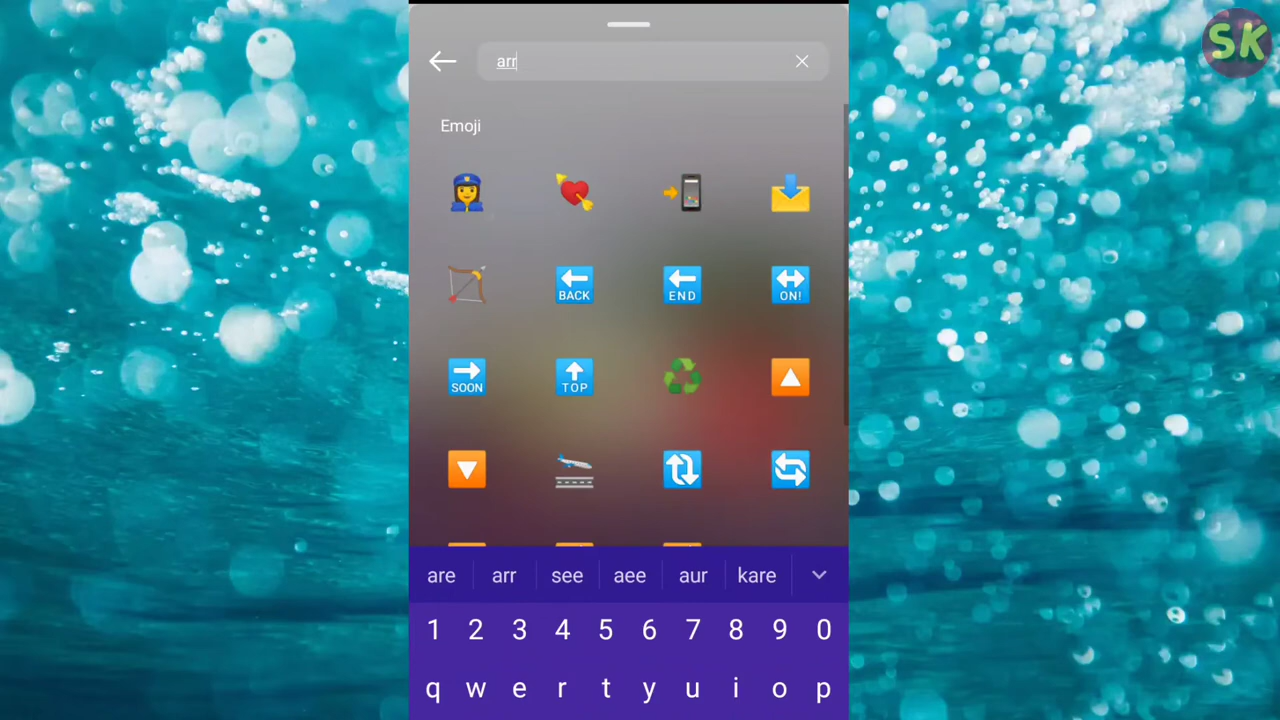 SK
arr
Emoji
BACK
END
ON!
SOON
TOP
are arr see aee aur kare
1 2 3 4 5 6 7 8 9 0
q w e r t y u i o p